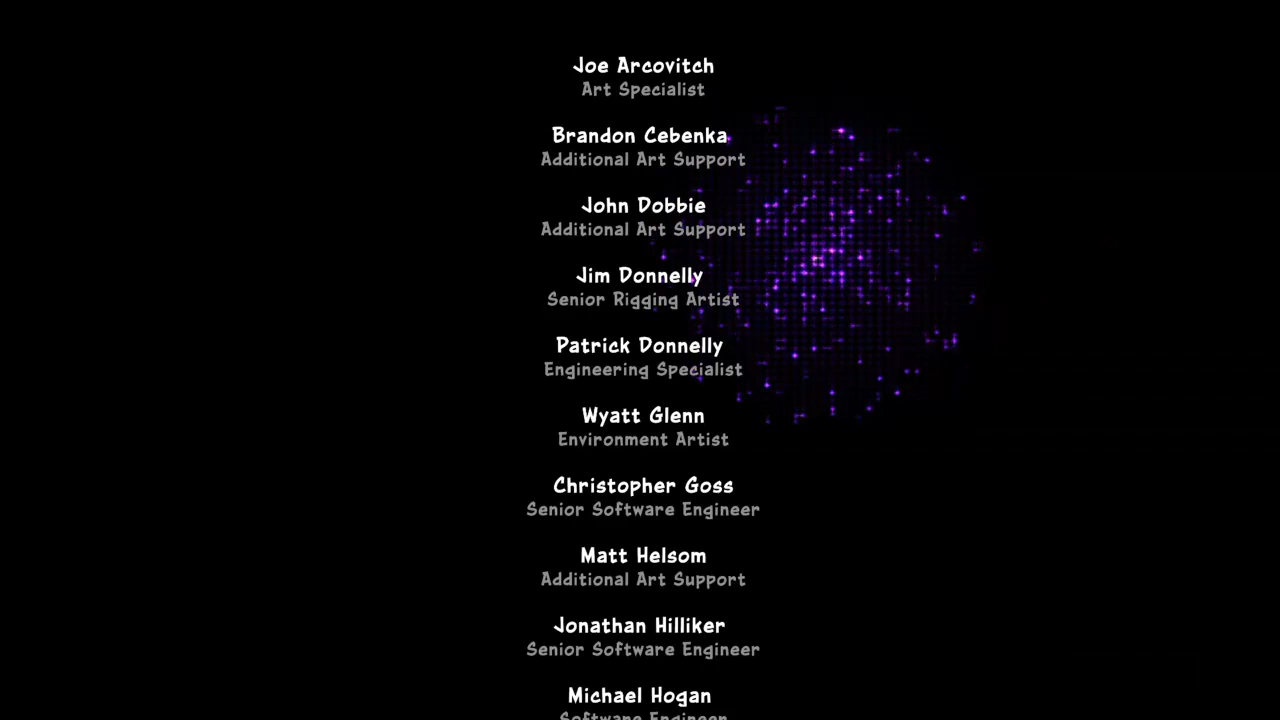 Joe Arcovitch
Art Specialist
Brandon Cebenka
Additional Art Support
John Dobbie
Additional Art Support
Jim Donnelly
Senior Rigging Artist
Patrick Donnelly
Engineering Specialist
Wyatt Glenn
Environment Artist
Christopher Goss
Senior Software Engineer
Matt Helsom
Additional Art Support
Jonathan Hilliker
Senior Software Engineer
Michael Hogan
Software Engineer